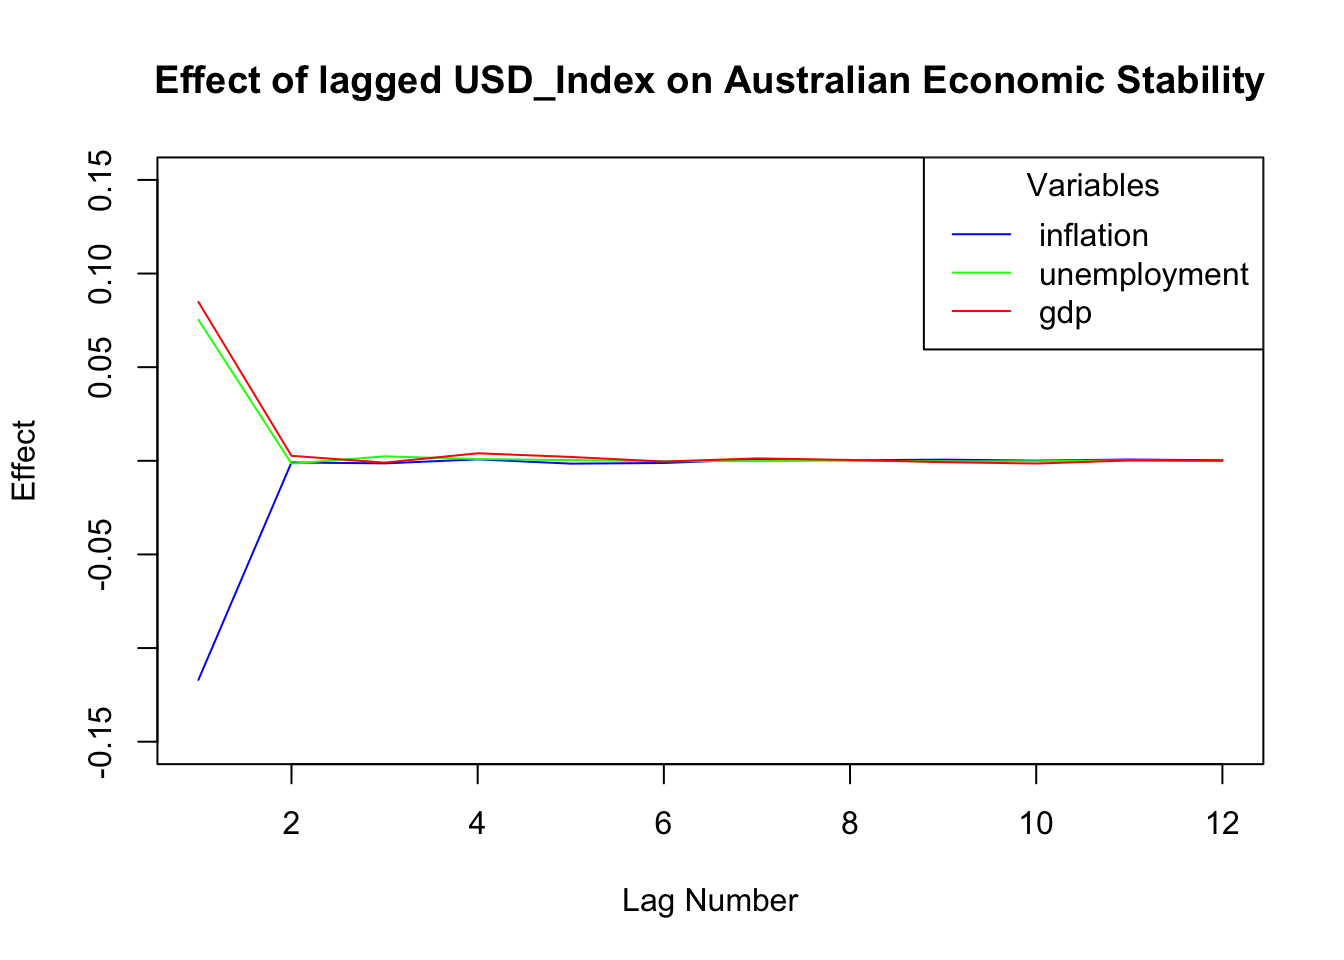 Effect of lagged USD_Index on Australian Economic Stability
Variables
inflation
unemployment
gdp
0.15
0.10
0.05
-0.05
-0.15
Effect
2 4 6 8 10 12
Lag Number